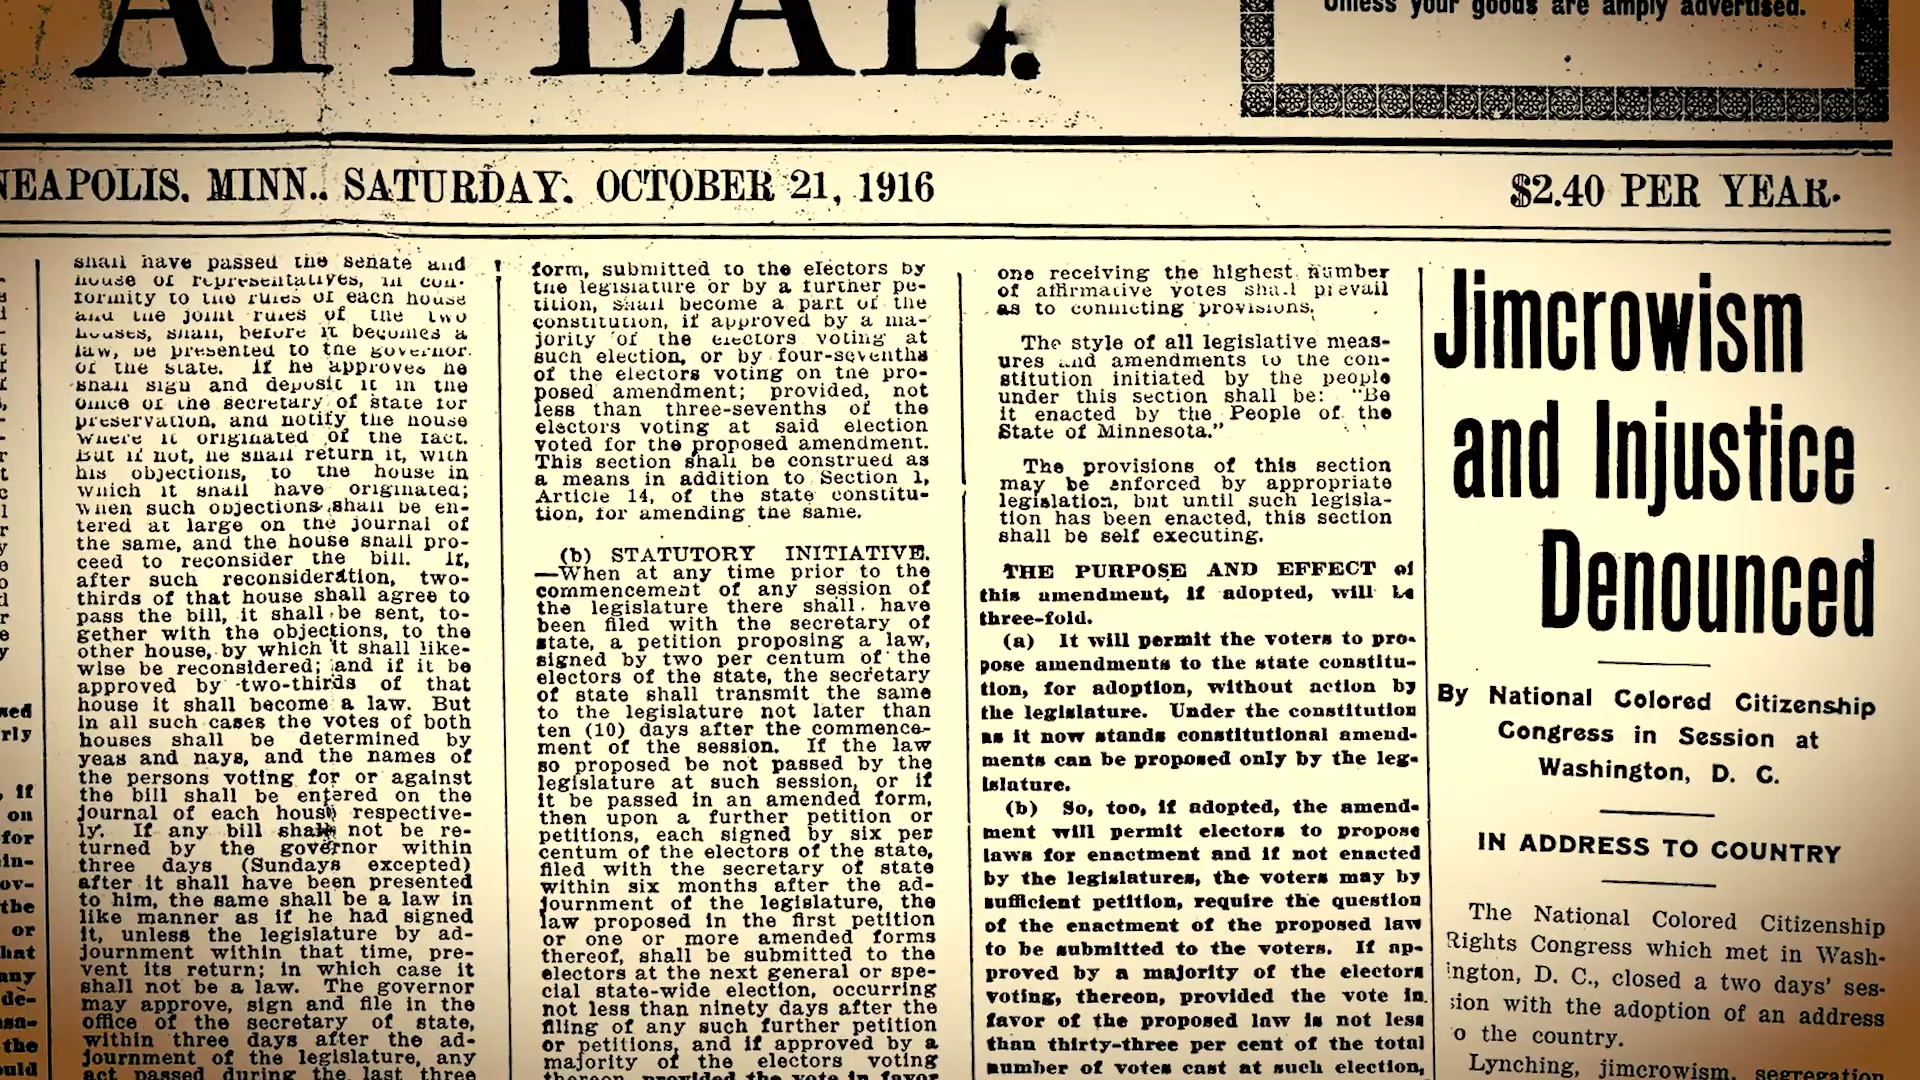 APPEAL.
Unless your goods are amply advertised.
NEAPOLIS, MINN., SATURDAY, OCTOBER 21, 1916
$2.40 PER YEAR.
shall have passed the senate and
house of representatives, in con-
formity to the rules of each house
and the joint rules of the two
houses, shall, before it becomes a
law, be presented to the governor
of the state. If he approves he
shall sign and deposit it in the
office of the secretary of state for
preservation, and notify the house
where it originated of the fact.
But if not, he shall return it, with
his objections, to the house in
which it shall have originated;
when such objections shall be en-
tered at large on the journal of
the same, and the house shall pro-
ceed to reconsider the bill. If,
after such reconsideration, two-
thirds of that house shall agree to
pass the bill, it shall be sent, to-
gether with the objections, to the
other house, by which it shall like-
wise be reconsidered; and if it be
approved by two-thirds of that
house it shall become a law. But
in all such cases the votes of both
houses shall be determined by
yeas and nays, and the names of
the persons voting for or against
the bill shall be entered on the
journal of each house respective-
ly. If any bill shall not be re-
turned by the governor within
three days (Sundays excepted)
after it shall have been presented
to him, the same shall be a law in
like manner as if he had signed
it, unless the legislature by ad-
journment within that time, pre-
vent its return; in which case it
shall not be a law. The governor
may approve, sign and file in the
office of the secretary of state,
within three days after the ad-
journment of the legislature, any
act passed during the last three
form, submitted to the electors by
the legislature or by a further pe-
tition, shall become a part of the
constitution, if approved by a ma-
jority of the electors voting at
such election, or by four-sevenths
of the electors voting on the pro-
posed amendment; provided, not
less than three-sevenths of the
electors voting at said election
voted for the proposed amendment.
This section shall be construed as
a means in addition to Section 1,
Article 14, of the state constitu-
tion, for amending the same.
(b) STATUTORY INITIATIVE.
—When at any time prior to the
commencement of any session of
the legislature there shall have
been filed with the secretary of
state, a petition proposing a law,
signed by two per centum of the
electors of the state, the secretary
of state shall transmit the same
to the legislature not later than
ten (10) days after the commence-
ment of the session. If the law
so proposed be not passed by the
legislature at such session, or if
it be passed in an amended form,
then upon a further petition or
petitions, each signed by six per
centum of the electors of the state,
filed with the secretary of state
within six months after the ad-
journment of the legislature, the
law proposed in the first petition
or one or more amended forms
thereof, shall be submitted to the
electors at the next general or spe-
cial state-wide election, occurring
not less than ninety days after the
filing of any such further petition
or petitions, and if approved by a
majority of the electors voting
thereon, provided the vote in favor
one receiving the highest number
of affirmative votes shall prevail
as to conflicting provisions.
The style of all legislative meas-
ures and amendments to the con-
stitution initiated by the people
under this section shall be: "Be
it enacted by the People of the
State of Minnesota."
The provisions of this section
may be enforced by appropriate
legislation, but until such legisla-
tion has been enacted, this section
shall be self executing.
THE PURPOSE AND EFFECT of
this amendment, if adopted, will be
three-fold.
(a) It will permit the voters to pro-
pose amendments to the state constitu-
tion, for adoption, without action by
the legislature. Under the constitution
as it now stands constitutional amend-
ments can be proposed only by the leg-
islature.
(b) So, too, if adopted, the amend-
ment will permit electors to propose
laws for enactment and if not enacted
by the legislatures, the voters may by
sufficient petition, require the question
of the enactment of the proposed law
to be submitted to the voters. If ap-
proved by a majority of the electors
voting, thereon, provided the vote in
favor of the proposed law is not less
than thirty-three per cent of the total
number of votes cast at such election,
Jimcrowism
and Injustice
Denounced
By National Colored Citizenship
Congress in Session at
Washington, D. C.
IN ADDRESS TO COUNTRY
The National Colored Citizenship
Rights Congress which met in Wash-
ington, D. C., closed a two days' ses-
sion with the adoption of an address
o the country.
Lynching, jimcrowism, segregation